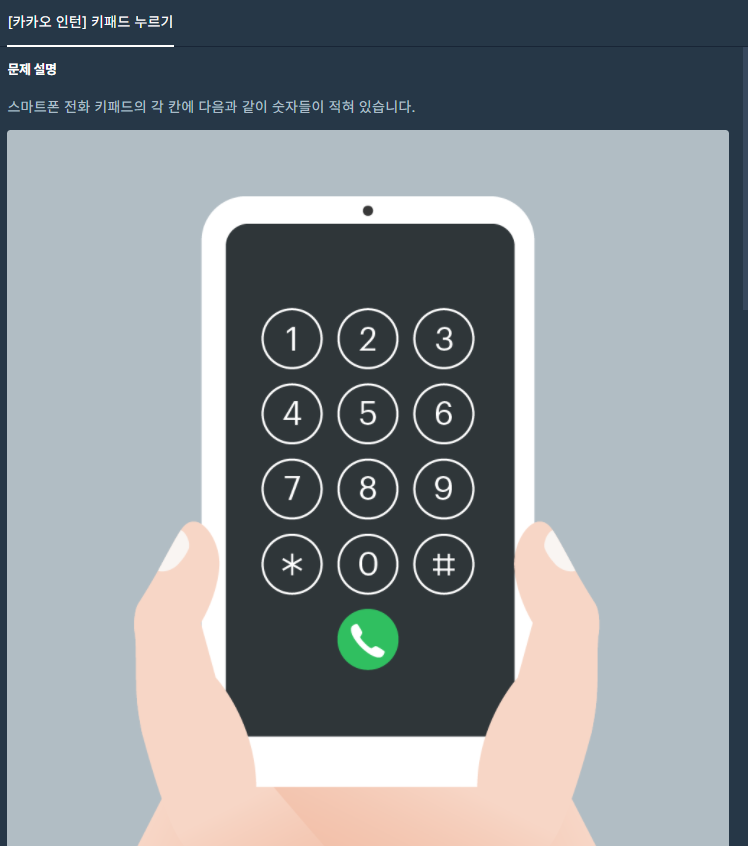 [카카오 인턴] 키패드 누르기
문제 설명
스마트폰 전화 키패드의 각 칸에 다음과 같이 숫자들이 적혀 있습니다.
1 2 3
4 5 6
7 8 9
* 0 #